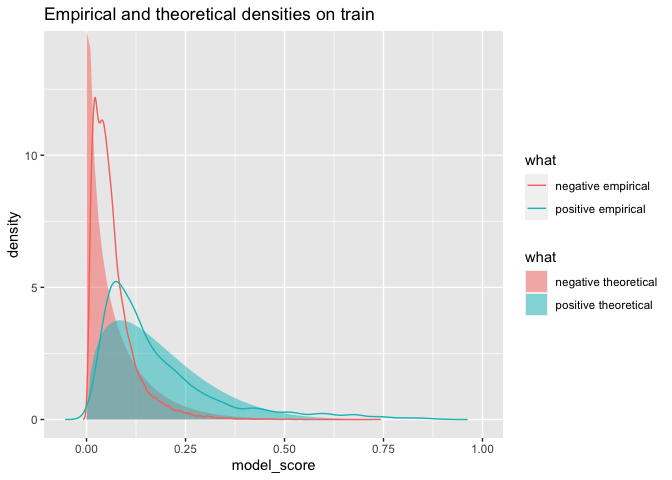 Empirical and theoretical densities on train
density
10
5
0
0.00 0.25 0.50 0.75 1.00
model_score
what
negative empirical
positive empirical
what
negative theoretical
positive theoretical